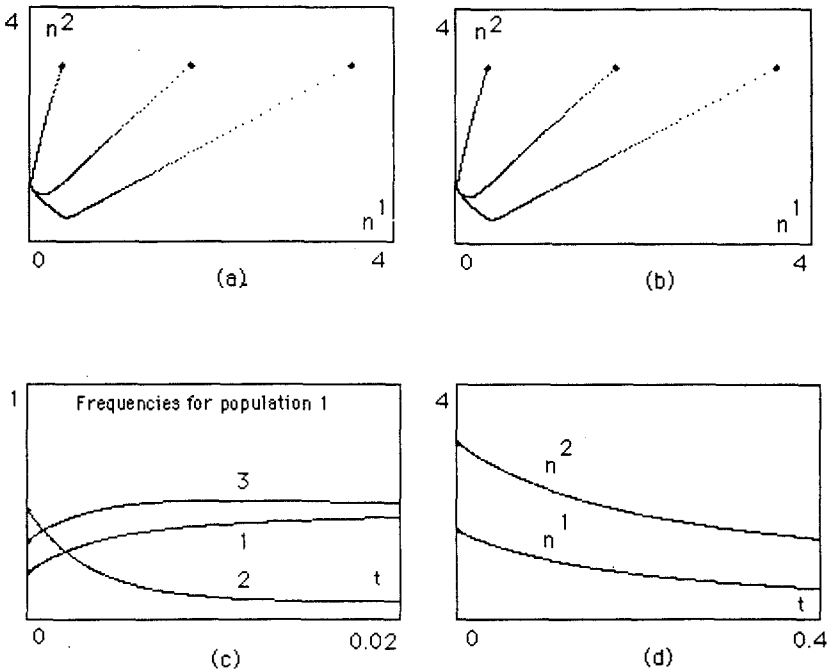 4
n²
n¹
0
4
(a)
4
n²
n¹
0
4
(b)
1
Frequencies for population 1
3
1
2
t
0
0.02
(c)
4
n²
n¹
t
0
0.4
(d)